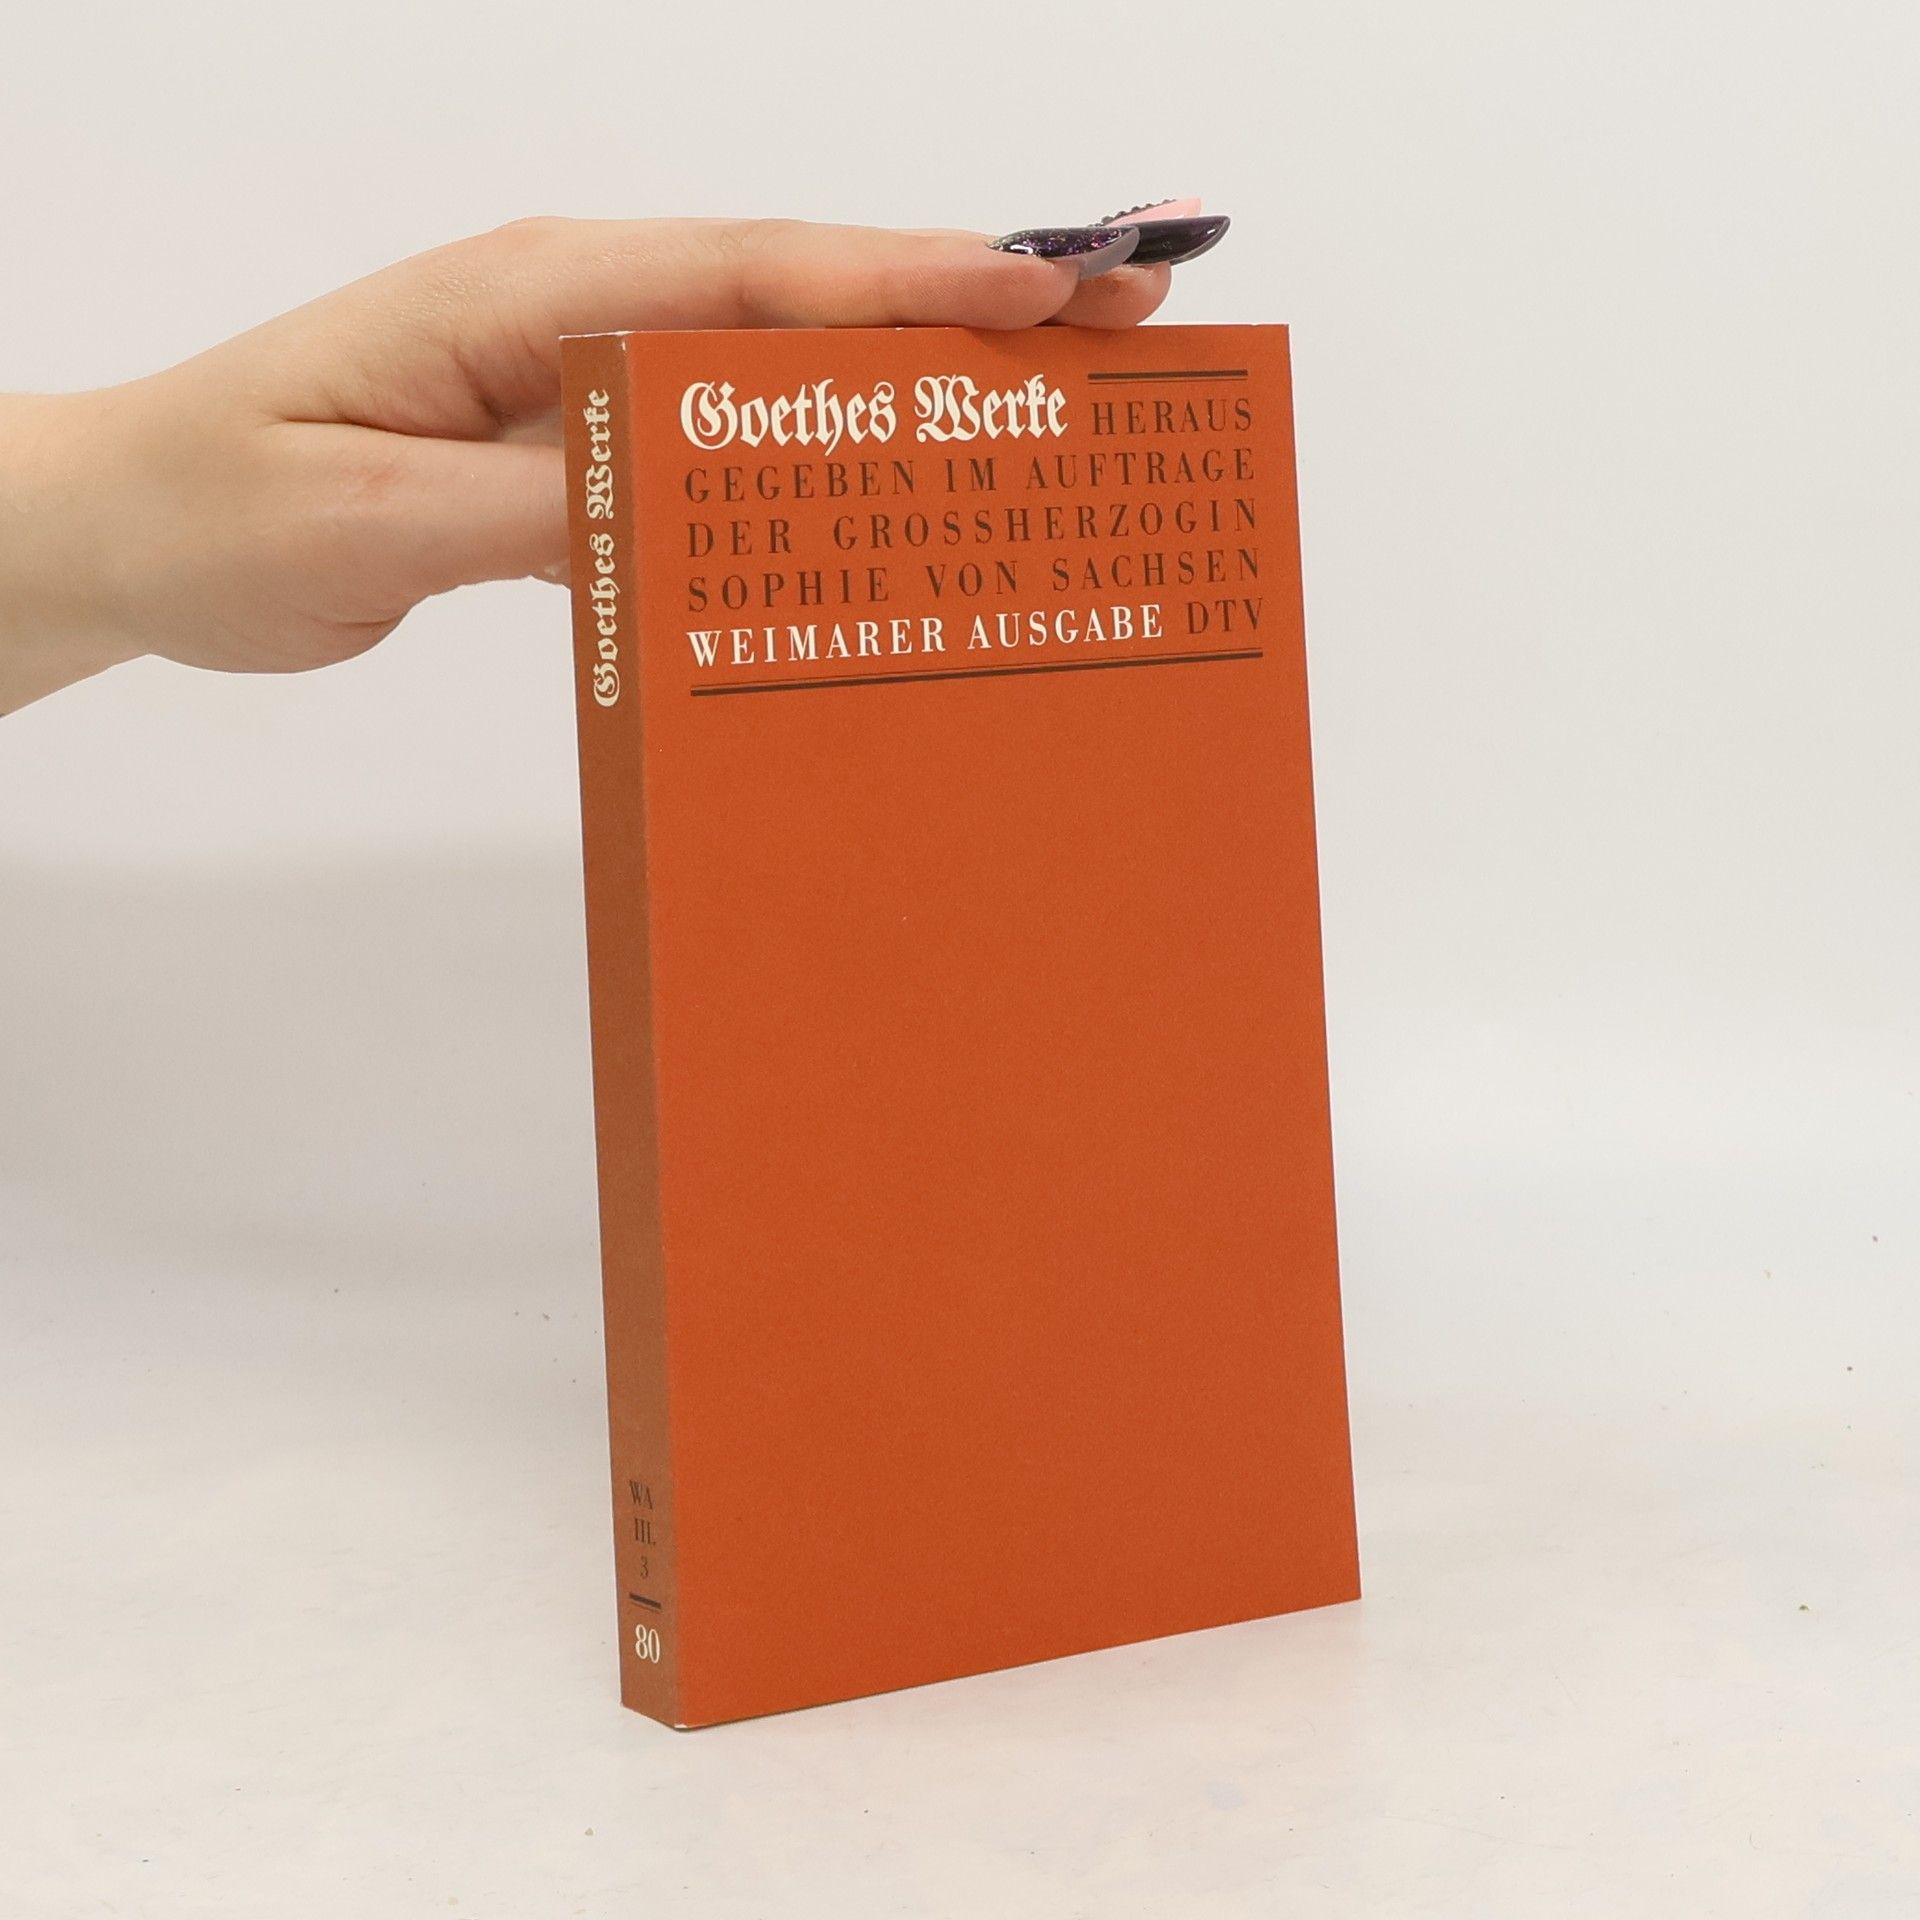 Goethes Werke HERAUS
GEGEBEN IM AUFTRAGE
DER GROSSHERZOGIN
SOPHIE VON SACHSEN
WEIMARER AUSGABE DTV
Goethes Werke
WA
III.
3
80